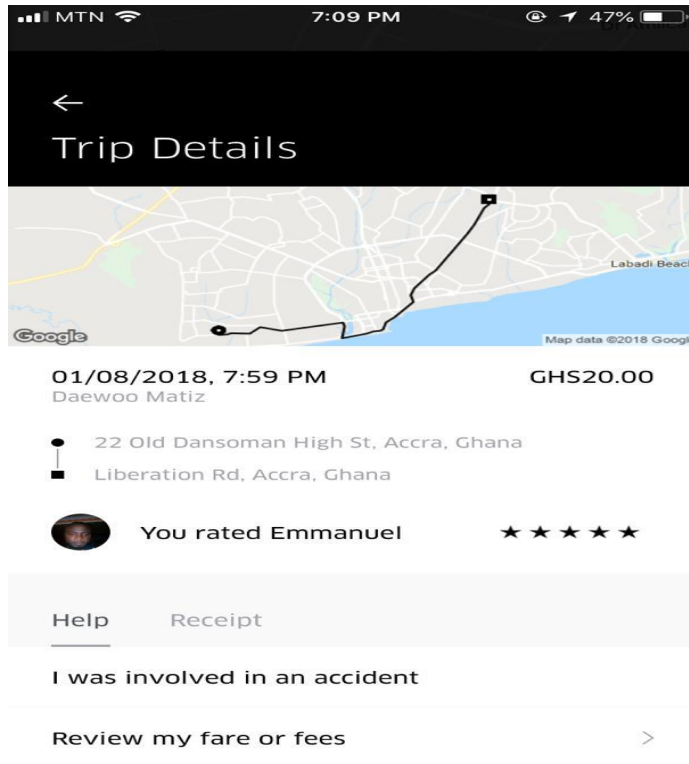 MTN 7:09 PM 47%
Trip Details
Labadi Beac
Google Map data ©2018 Googl
01/08/2018, 7:59 PM GHS20.00
Daewoo Matiz
22 Old Dansoman High St, Accra, Ghana
Liberation Rd, Accra, Ghana
You rated Emmanuel ★★★★★
Help Receipt
I was involved in an accident
Review my fare or fees